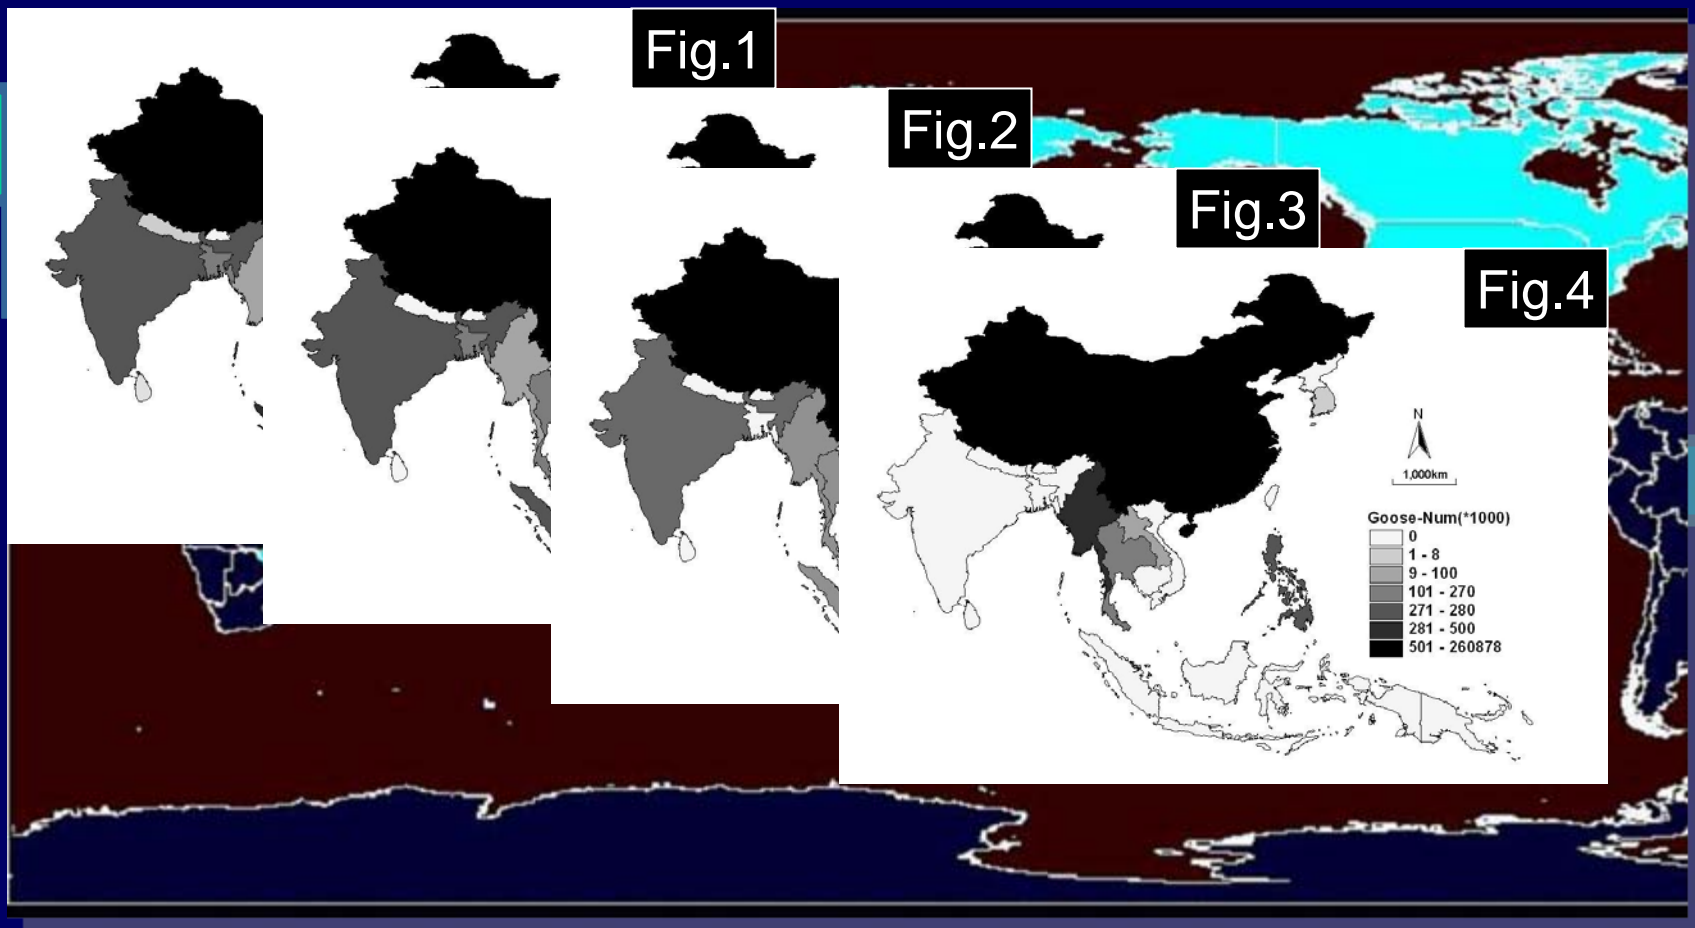 Fig.1
Fig.2
Fig.3
Fig.4
N
1,000km
Goose-Num(*1000)
0
1 - 8
9 - 100
101 - 270
271 - 280
281 - 500
501 - 260878